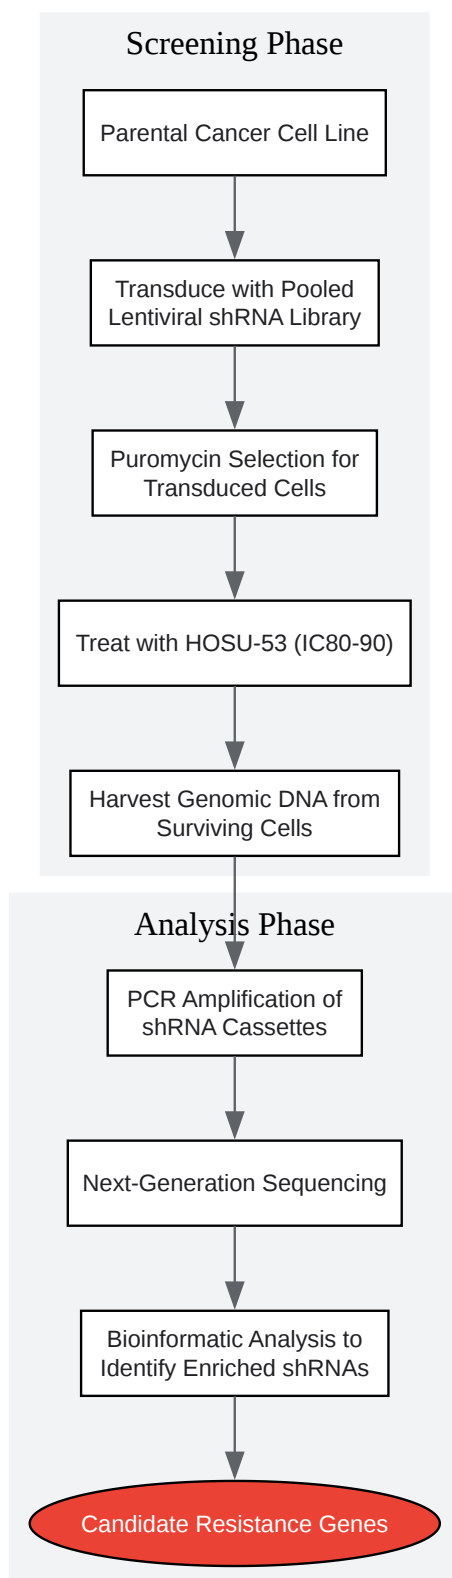 Screening Phase
Parental Cancer Cell Line
Transduce with Pooled
Lentiviral shRNA Library
Puromycin Selection for
Transduced Cells
Treat with HOSU-53 (IC80-90)
Harvest Genomic DNA from
Surviving Cells
Analysis Phase
PCR Amplification of
shRNA Cassettes
Next-Generation Sequencing
Bioinformatic Analysis to
Identify Enriched shRNAs
Candidate Resistance Genes